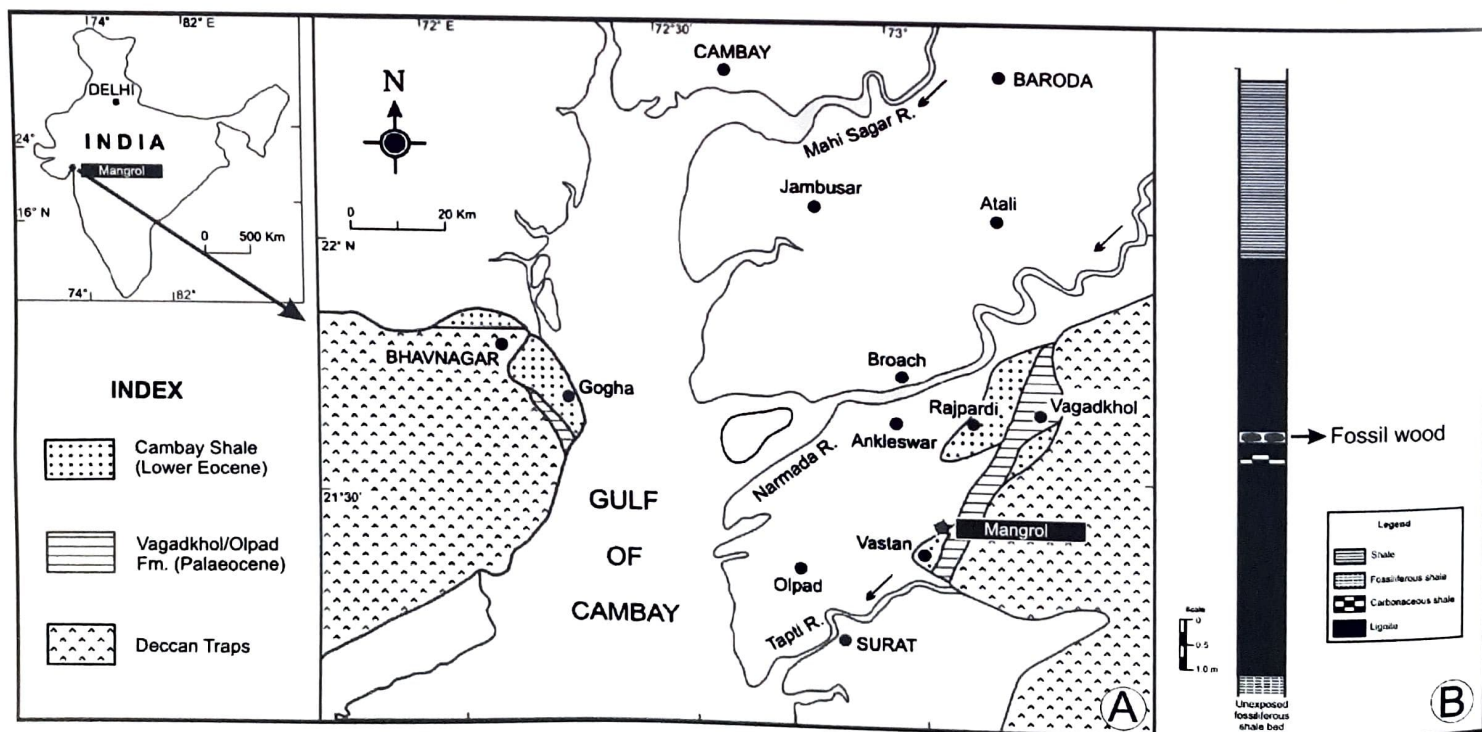 74°
82° E
DELHI
24°
INDIA
Mangrol
16° N
0 500 Km
74°
82°
INDEX
Cambay Shale
(Lower Eocene)
Vagadkhol/Olpad
Fm. (Palaeocene)
Deccan Traps
72° E
72°30'
73°
N
0 20 Km
22° N
21°30'
CAMBAY
BARODA
Mahi Sagar R.
Jambusar
Atali
BHAVNAGAR
Gogha
Broach
Rajpardi
Vagadkhol
Ankleswar
Narmada R.
GULF
OF
CAMBAY
Mangrol
Vastan
Olpad
Tapti R.
SURAT
A
Fossil wood
Legend
Shale
Fossiliferous shale
Carbonaceous shale
Lignite
Scale
0
0.5
1.0 m
Unexposed
fossiliferous
shale bed
B